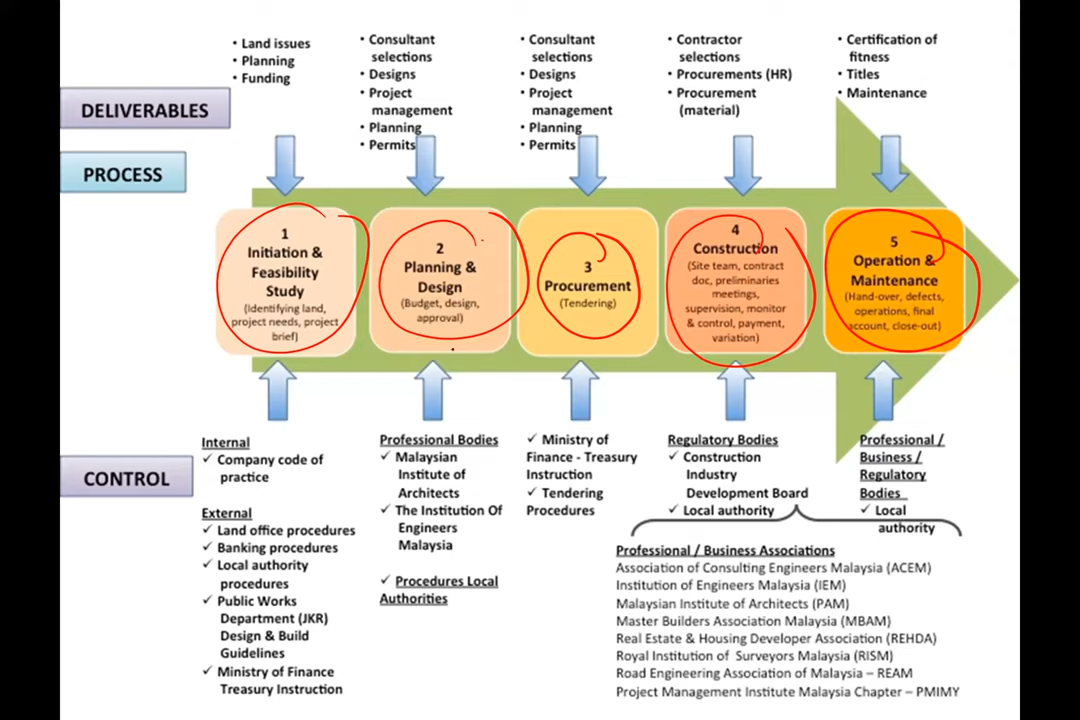 • Land issues
• Planning
• Funding
• Consultant
selections
• Designs
• Project
management
• Planning
• Permits
• Consultant
selections
• Designs
• Project
management
• Planning
• Permits
• Contractor
selections
• Procurements (HR)
• Procurement
(material)
• Certification of
fitness
• Titles
• Maintenance
DELIVERABLES
PROCESS
1
Initiation &
Feasibility
Study
(Identifying land,
project needs, project
brief)
2
Planning &
Design
(Budget, design,
approval)
3
Procurement
(Tendering)
4
Construction
(Site team, contract
doc, preliminaries
meetings,
supervision, monitor
& control, payment,
variation)
5
Operation &
Maintenance
(Hand-over, defects,
operations, final
account, close-out)
CONTROL
Internal
✓ Company code of
practice
External
✓ Land office procedures
✓ Banking procedures
✓ Local authority
procedures
✓ Public Works
Department (JKR)
Design & Build
Guidelines
✓ Ministry of Finance
Treasury Instruction
Professional Bodies
✓ Malaysian
Institute of
Architects
✓ The Institution Of
Engineers
Malaysia
✓ Procedures Local
Authorities
✓ Ministry of
Finance - Treasury
Instruction
✓ Tendering
Procedures
Regulatory Bodies
✓ Construction
Industry
Development Board
✓ Local authority
Professional /
Business /
Regulatory
Bodies
✓ Local
authority
Professional / Business Associations
Association of Consulting Engineers Malaysia (ACEM)
Institution of Engineers Malaysia (IEM)
Malaysian Institute of Architects (PAM)
Master Builders Association Malaysia (MBAM)
Real Estate & Housing Developer Association (REHDA)
Royal Institution of Surveyors Malaysia (RISM)
Road Engineering Association of Malaysia – REAM
Project Management Institute Malaysia Chapter – PMIMY